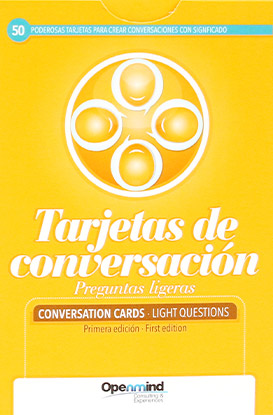 50 PODEROSAS TARJETAS PARA CREAR CONVERSACIONES CON SIGNIFICADO
Tarjetas de
conversación
Preguntas ligeras
CONVERSATION CARDS · LIGHT QUESTIONS
Primera edición · First edition
Openmind
Consulting &
Experiences